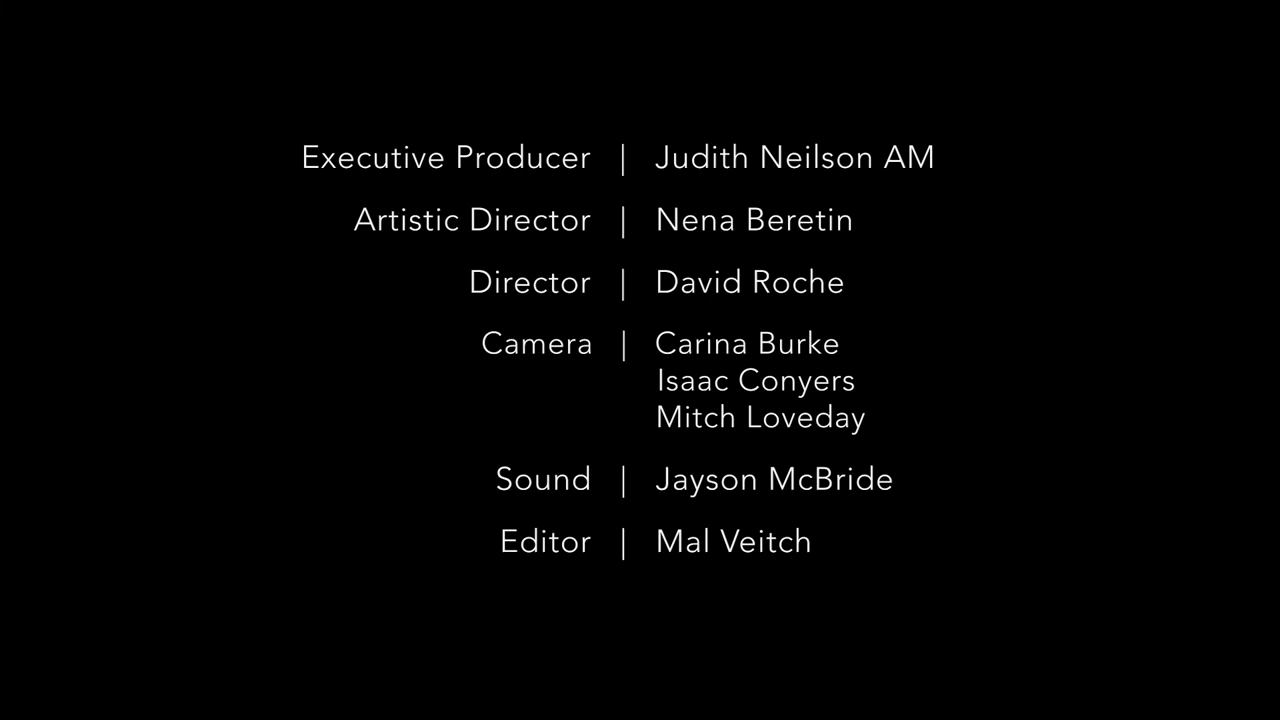 Executive Producer | Judith Neilson AM
Artistic Director | Nena Beretin
Director | David Roche
Camera | Carina Burke
Isaac Conyers
Mitch Loveday
Sound | Jayson McBride
Editor | Mal Veitch